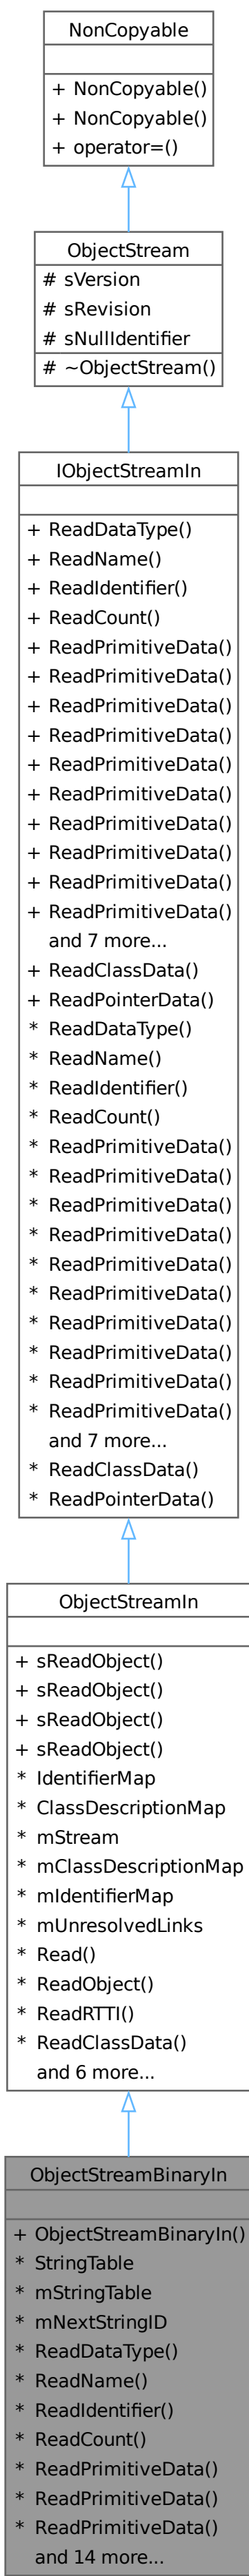 NonCopyable
+ NonCopyable()
+ NonCopyable()
+ operator=()
ObjectStream
# sVersion
# sRevision
# sNullIdentifier
# ~ObjectStream()
IObjectStreamIn
+ ReadDataType()
+ ReadName()
+ ReadIdentifier()
+ ReadCount()
+ ReadPrimitiveData()
+ ReadPrimitiveData()
+ ReadPrimitiveData()
+ ReadPrimitiveData()
+ ReadPrimitiveData()
+ ReadPrimitiveData()
+ ReadPrimitiveData()
+ ReadPrimitiveData()
+ ReadPrimitiveData()
+ ReadPrimitiveData()
and 7 more...
+ ReadClassData()
+ ReadPointerData()
* ReadDataType()
* ReadName()
* ReadIdentifier()
* ReadCount()
* ReadPrimitiveData()
* ReadPrimitiveData()
* ReadPrimitiveData()
* ReadPrimitiveData()
* ReadPrimitiveData()
* ReadPrimitiveData()
* ReadPrimitiveData()
* ReadPrimitiveData()
* ReadPrimitiveData()
* ReadPrimitiveData()
and 7 more...
* ReadClassData()
* ReadPointerData()
ObjectStreamIn
+ sReadObject()
+ sReadObject()
+ sReadObject()
+ sReadObject()
* IdentifierMap
* ClassDescriptionMap
* mStream
* mClassDescriptionMap
* mIdentifierMap
* mUnresolvedLinks
* Read()
* ReadObject()
* ReadRTTI()
* ReadClassData()
and 6 more...
ObjectStreamBinaryIn
+ ObjectStreamBinaryIn()
* StringTable
* mStringTable
* mNextStringID
* ReadDataType()
* ReadName()
* ReadIdentifier()
* ReadCount()
* ReadPrimitiveData()
* ReadPrimitiveData()
* ReadPrimitiveData()
and 14 more...